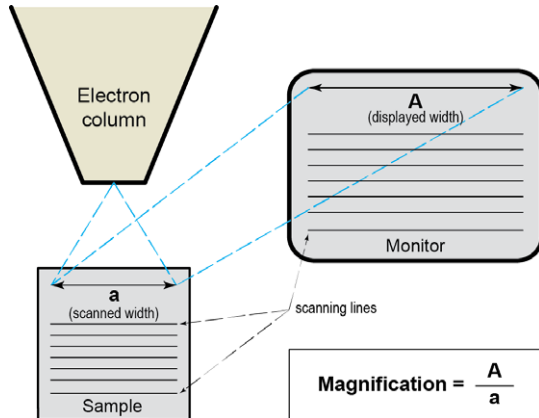 Electron
column
A
(displayed width)
Monitor
a
(scanned width)
scanning lines
Sample
Magnification = A
a